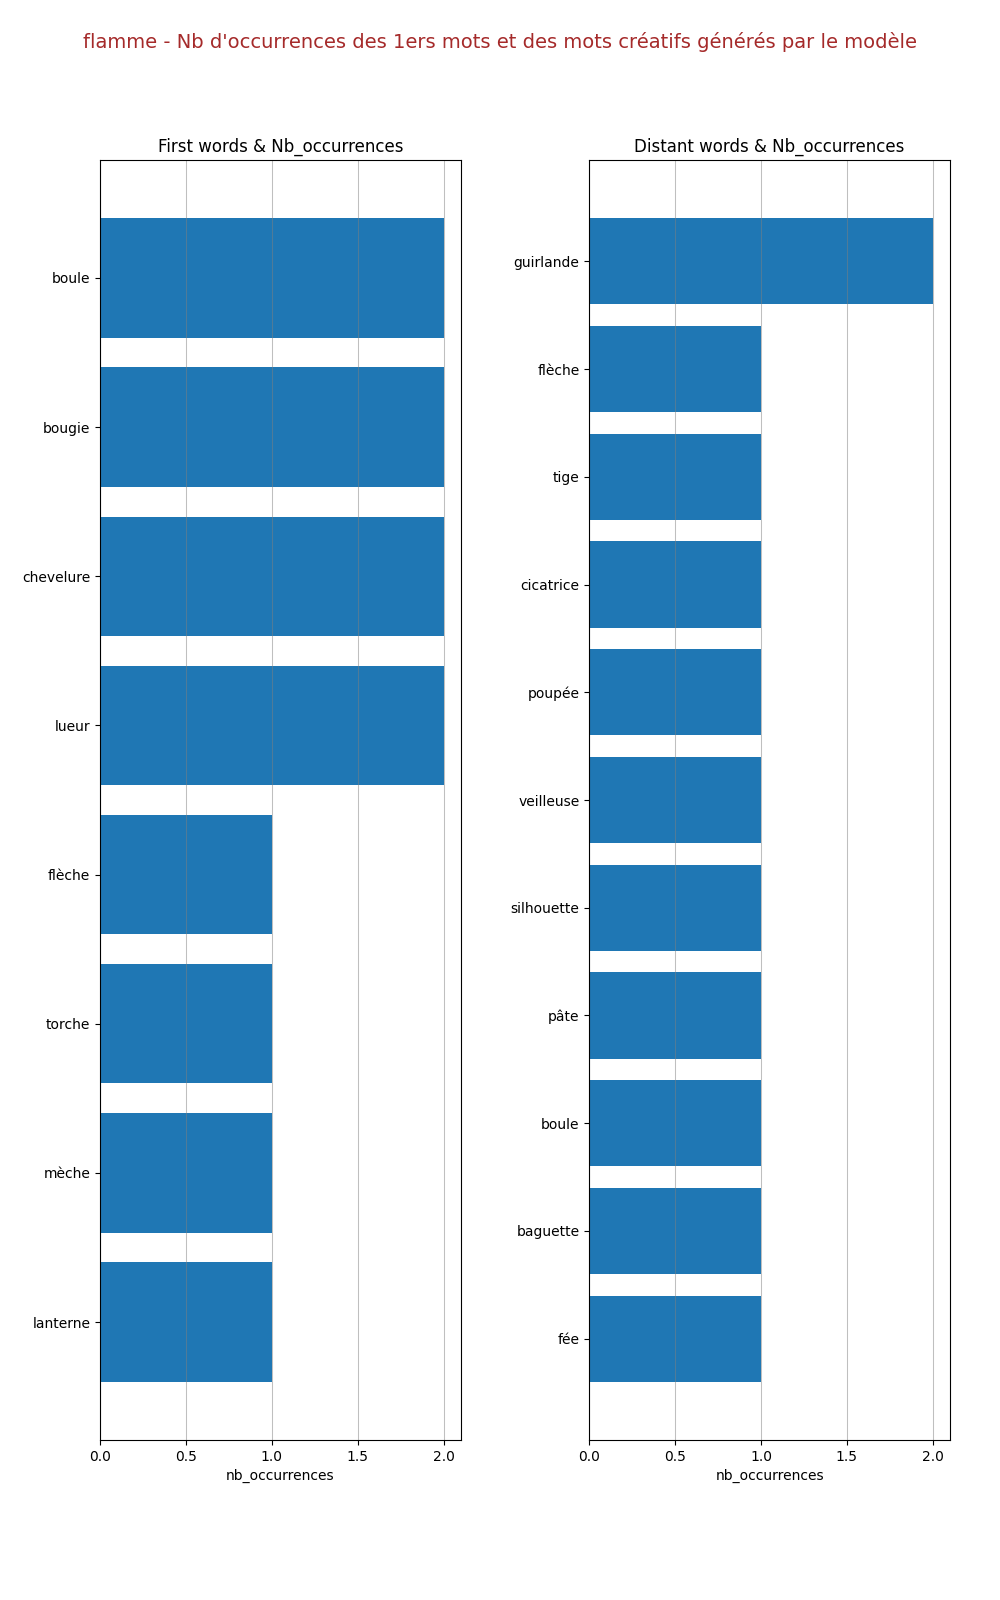 flamme - Nb d'occurrences des 1ers mots et des mots créatifs générés par le modèle
First words & Nb_occurrences
boule
bougie
chevelure
lueur
flèche
torche
mèche
lanterne
0.0 0.5 1.0 1.5 2.0
nb_occurrences
Distant words & Nb_occurrences
guirlande
flèche
tige
cicatrice
poupée
veilleuse
silhouette
pâte
boule
baguette
fée
0.0 0.5 1.0 1.5 2.0
nb_occurrences